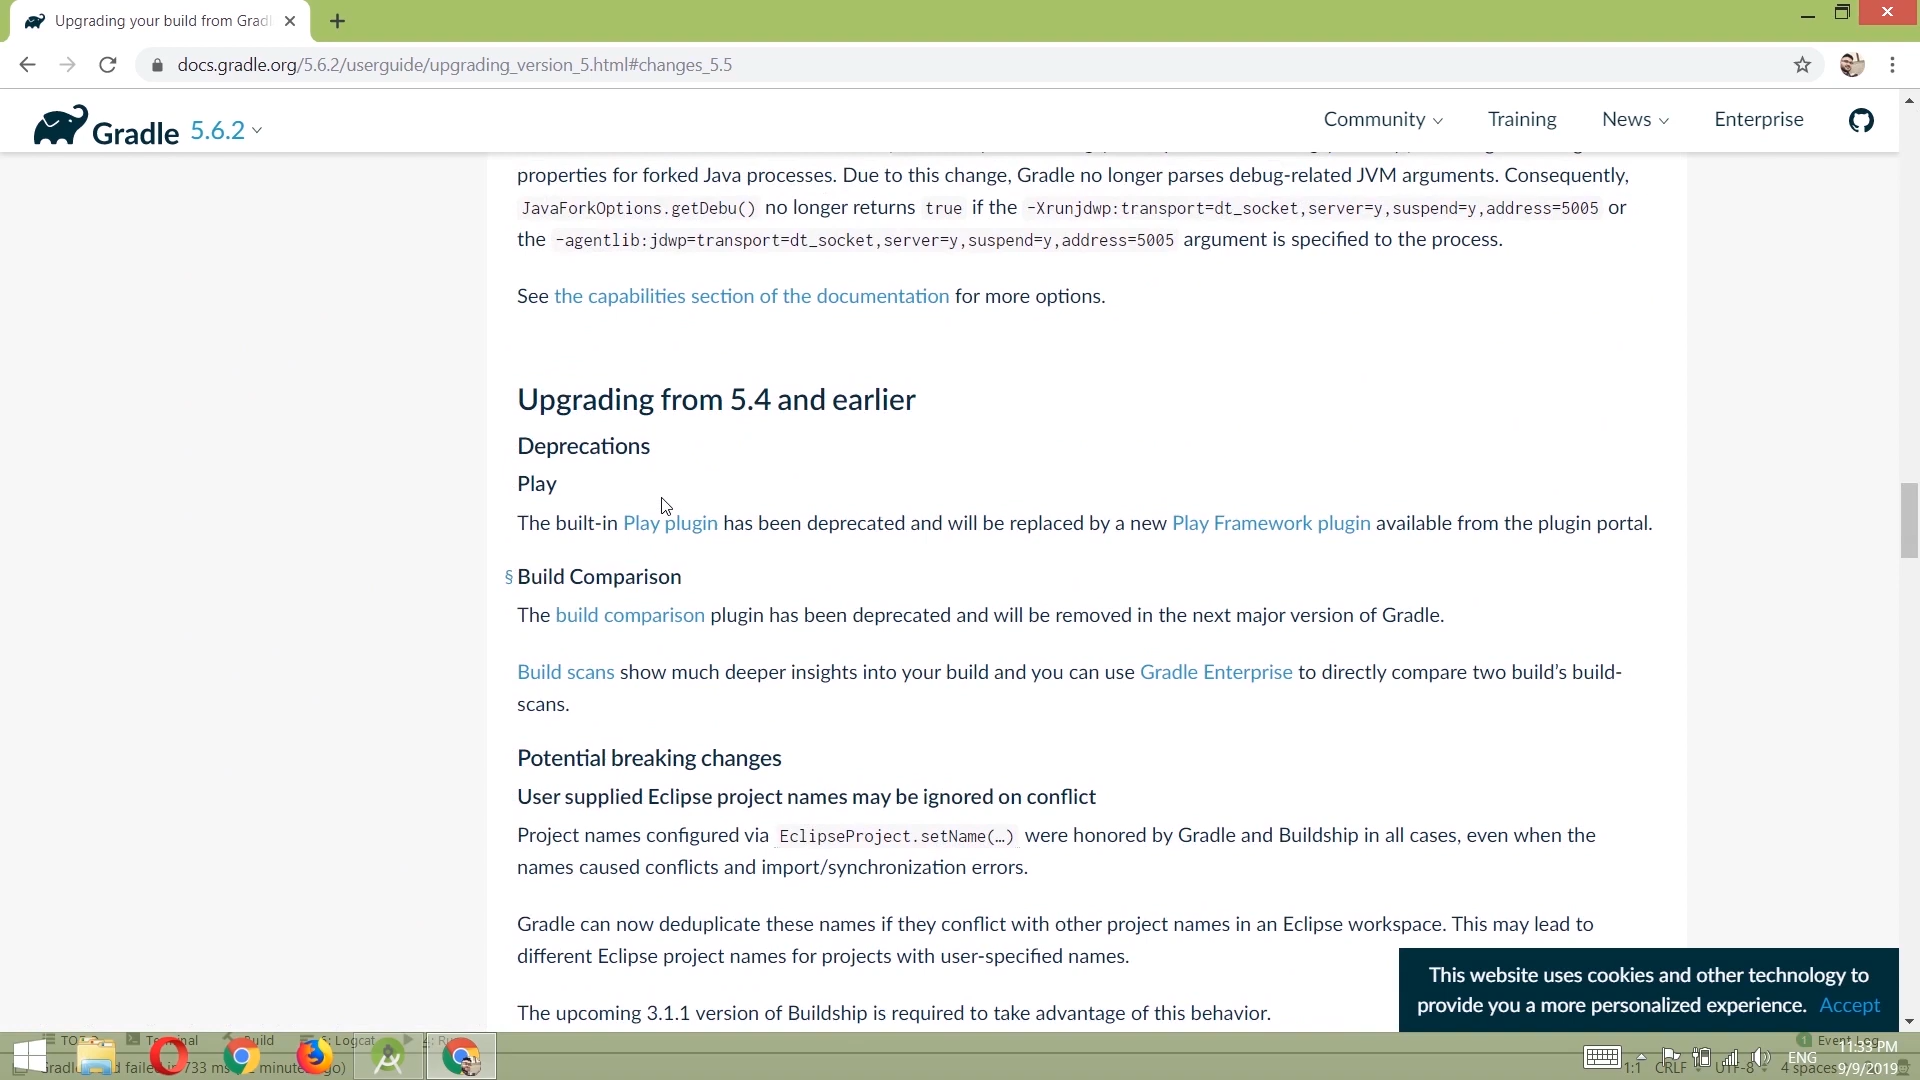 Upgrading your build from Grad
docs.gradle.org/5.6.2/userguide/upgrading_version_5.html#changes_5.5
Gradle 5.6.2
Community Training News Enterprise
properties for forked Java processes. Due to this change, Gradle no longer parses debug-related JVM arguments. Consequently,
JavaForkOptions.getDebu() no longer returns true if the -Xrunjdwp:transport=dt_socket,server=y,suspend=y,address=5005 or
the -agentlib:jdwp=transport=dt_socket,server=y,suspend=y,address=5005 argument is specified to the process.
See the capabilities section of the documentation for more options.
Upgrading from 5.4 and earlier
Deprecations
Play
The built-in Play plugin has been deprecated and will be replaced by a new Play Framework plugin available from the plugin portal.
§ Build Comparison
The build comparison plugin has been deprecated and will be removed in the next major version of Gradle.
Build scans show much deeper insights into your build and you can use Gradle Enterprise to directly compare two build’s build-
scans.
Potential breaking changes
User supplied Eclipse project names may be ignored on conflict
Project names configured via EclipseProject.setName(…) were honored by Gradle and Buildship in all cases, even when the
names caused conflicts and import/synchronization errors.
Gradle can now deduplicate these names if they conflict with other project names in an Eclipse workspace. This may lead to
different Eclipse project names for projects with user-specified names.
The upcoming 3.1.1 version of Buildship is required to take advantage of this behavior.
This website uses cookies and other technology to
provide you a more personalized experience. Accept
Logcat
ENG
11:33 PM
1:1 CRLF UTF-8 4 spaces
9/9/2019